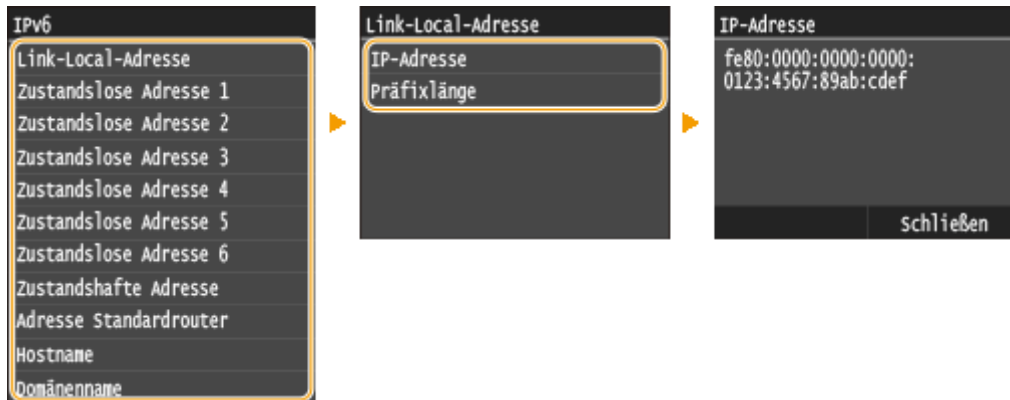 IPv6
Link-Local-Adresse
Zustandslose Adresse 1
Zustandslose Adresse 2
Zustandslose Adresse 3
Zustandslose Adresse 4
Zustandslose Adresse 5
Zustandslose Adresse 6
Zustandshafte Adresse
Adresse Standardrouter
Hostname
Domänenname
Link-Local-Adresse
IP-Adresse
Präfixlänge
IP-Adresse
fe80:0000:0000:0000:
0123:4567:89ab:cdef
Schließen